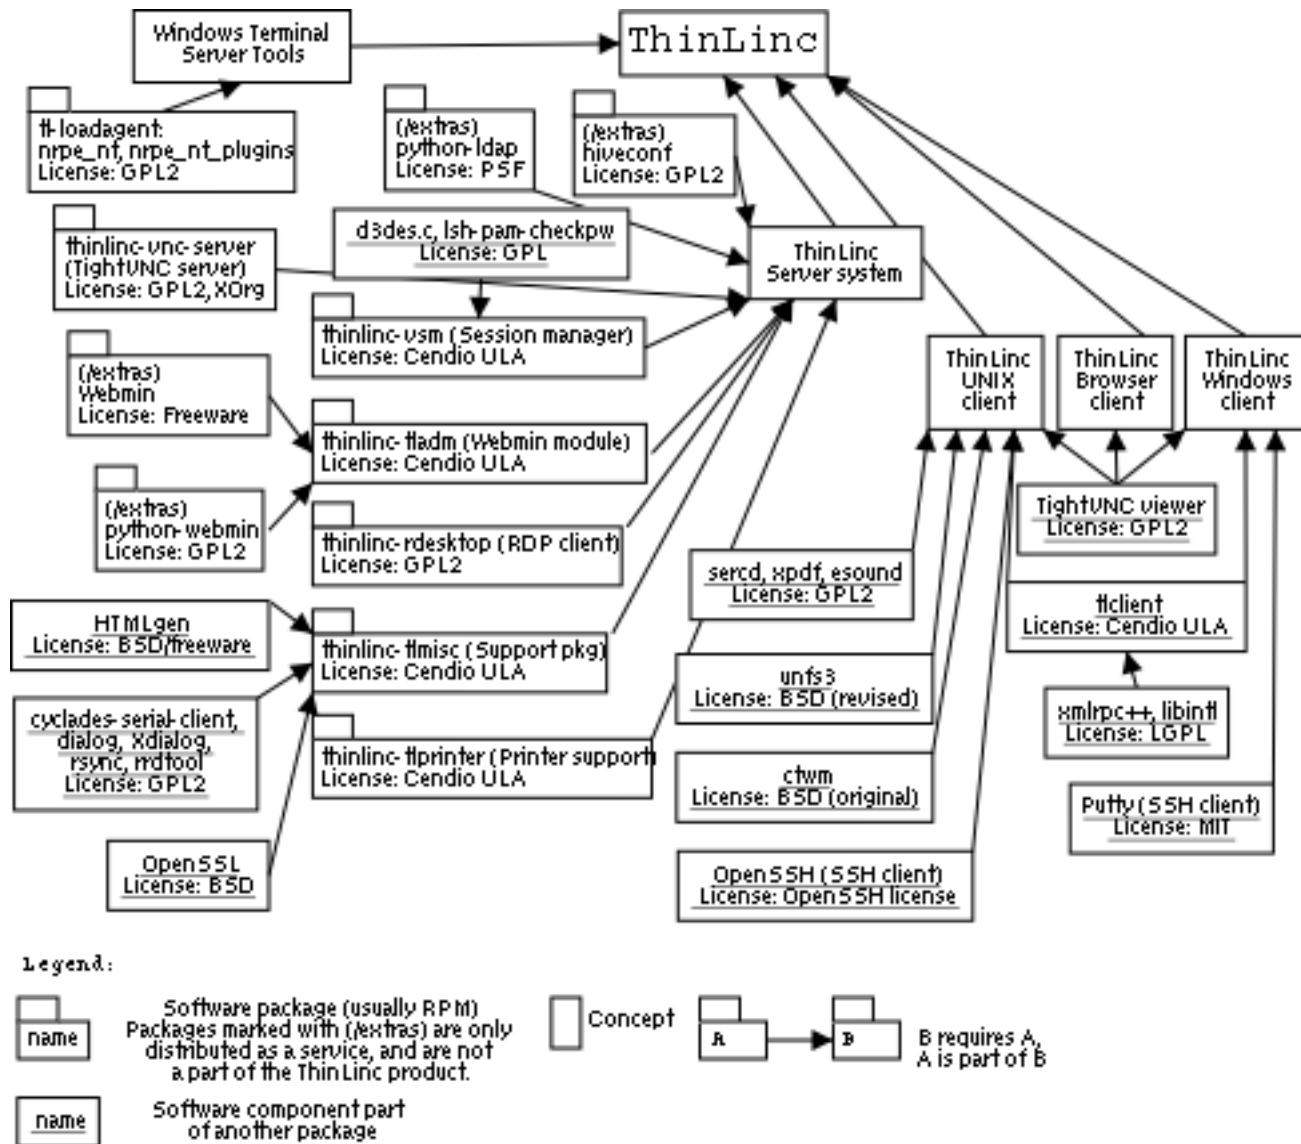 Windows Terminal
Server Tools
ThinLinc
tl-loadagent:
nrpe_nt, nrpe_nt_plugins
License: GPL2
(/extras)
python-ldap
License: PSF
(/extras)
hiveconf
License: GPL2
thinlinc-vnc-server
(TightVNC server)
License: GPL2, XOrg
d3des.c, lsh-pam-checkpw
License: GPL
ThinLinc
Server system
thinlinc-vsm (Session manager)
License: Cendio ULA
(/extras)
Webmin
License: Freeware
ThinLinc
UNIX
client
ThinLinc
Browser
client
ThinLinc
Windows
client
thinlinc-tladm (Webmin module)
License: Cendio ULA
(/extras)
python-webmin
License: GPL2
TightVNC viewer
License: GPL2
thinlinc-rdesktop (RDP client)
License: GPL2
sercd, xpdf, esound
License: GPL2
HTMLgen
License: BSD/freeware
tlclient
License: Cendio ULA
thinlinc-tlmisc (Support pkg)
License: Cendio ULA
unfs3
License: BSD (revised)
cyclades-serial-client,
dialog, Xdialog,
rsync, rrdtool
License: GPL2
xmlrpc++, libintl
License: LGPL
thinlinc-tlprinter (Printer support)
License: Cendio ULA
ctwm
License: BSD (original)
Putty (SSH client)
License: MIT
OpenSSL
License: BSD
OpenSSH (SSH client)
License: OpenSSH license
Legend:
name
Software package (usually RPM)
Packages marked with (/extras) are only
distributed as a service, and are not
a part of the ThinLinc product.
Concept
A
B
B requires A,
A is part of B
name
Software component part
of another package